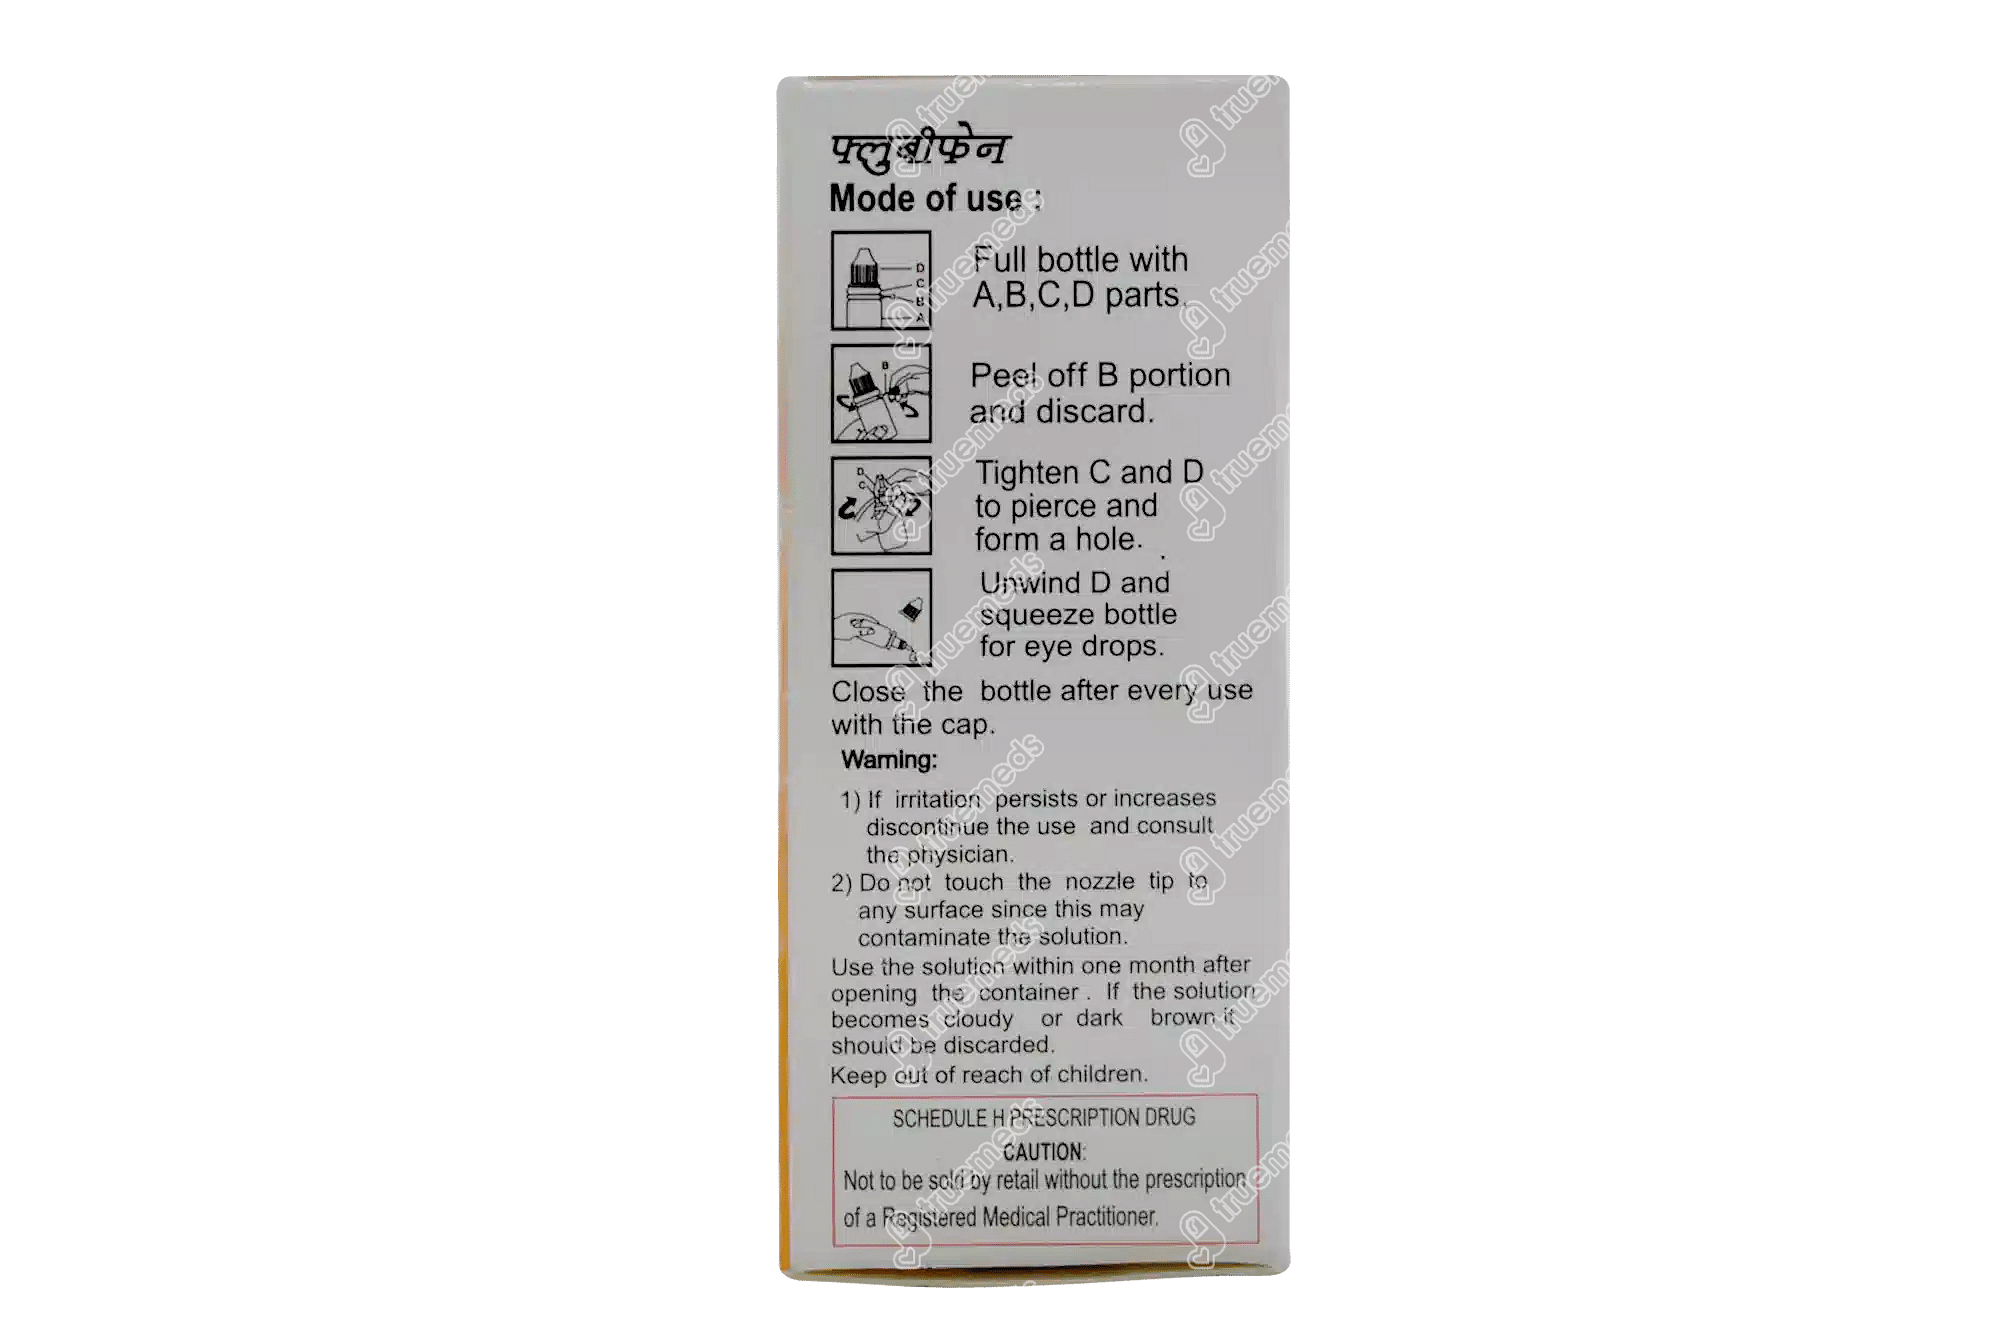 फ्लुबीफेन
Mode of use :
D
C
B
A
Full bottle with
A,B,C,D parts.
B
Peel off B portion
and discard.
D
C
Tighten C and D
to pierce and
form a hole.
Unwind D and
squeeze bottle
for eye drops.
Close the bottle after every use
with the cap.
Warning:
1) If irritation persists or increases
discontinue the use and consult
the physician.
2) Do not touch the nozzle tip to
any surface since this may
contaminate the solution.
Use the solution within one month after
opening the container . If the solution
becomes cloudy or dark brown it
should be discarded.
Keep out of reach of children.
SCHEDULE H PRESCRIPTION DRUG
CAUTION:
Not to be sold by retail without the prescription
of a Registered Medical Practitioner.
truemeds